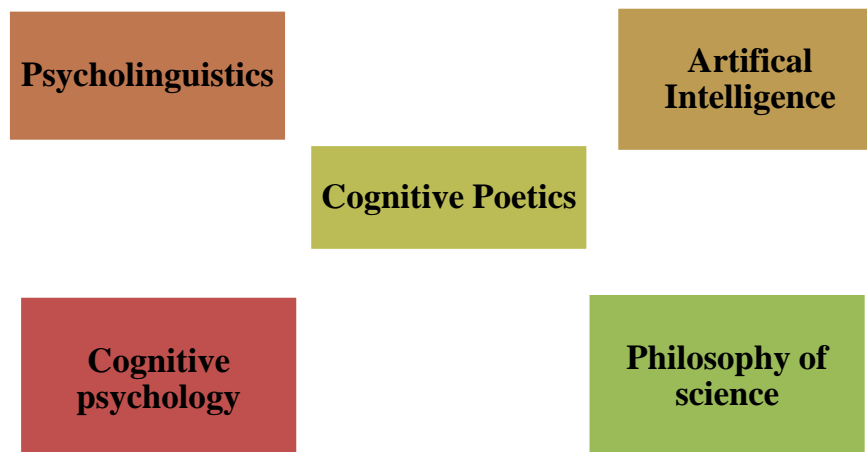 Psycholinguistics
Artifical
Intelligence
Cognitive Poetics
Cognitive
psychology
Philosophy of
science